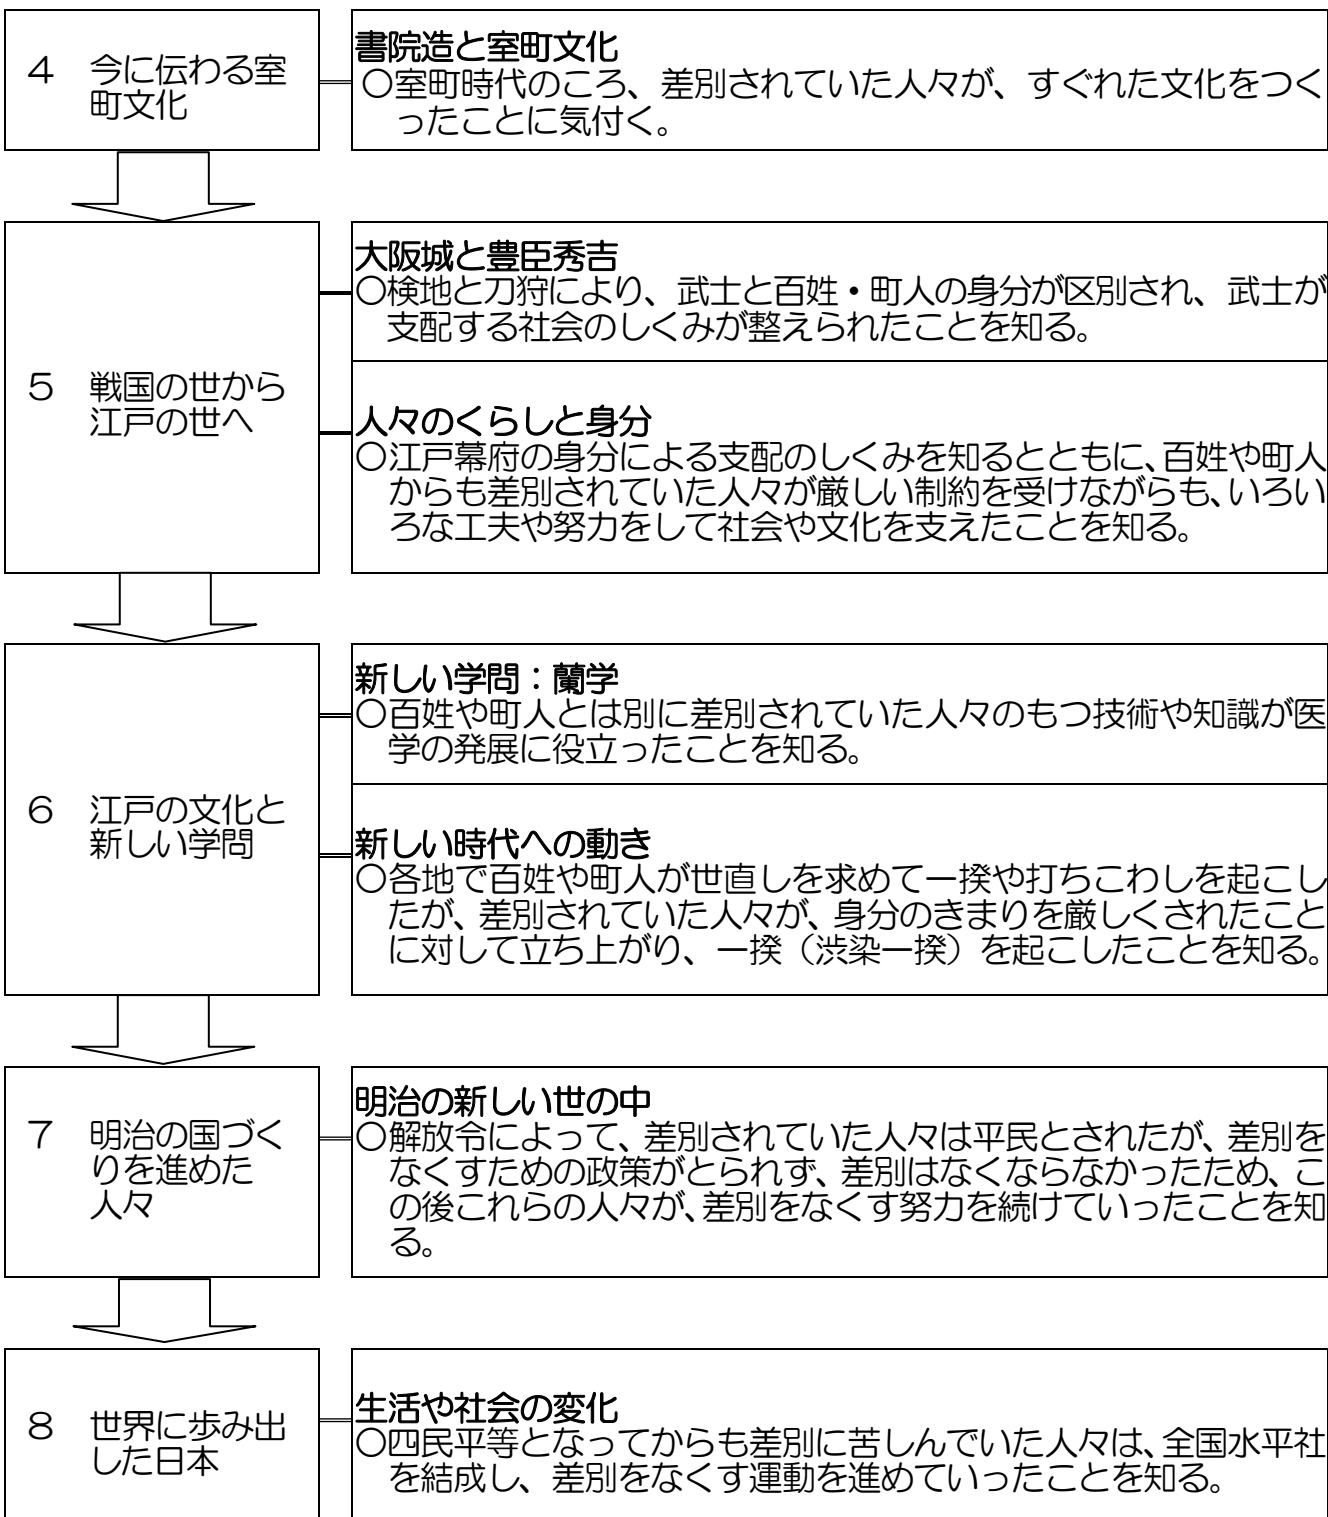 4 今に伝わる室
町文化
書院造と室町文化
○室町時代のころ、差別されていた人々が、すぐれた文化をつく
ったことに気付く。
5 戦国の世から
江戸の世へ
大阪城と豊臣秀吉
○検地と刀狩により、武士と百姓・町人の身分が区別され、武士が
支配する社会のしくみが整えられたことを知る。
人々のくらしと身分
○江戸幕府の身分による支配のしくみを知るとともに、百姓や町人
からも差別されていた人々が厳しい制約を受けながらも、いろい
ろな工夫や努力をして社会や文化を支えたことを知る。
6 江戸の文化と
新しい学問
新しい学問：蘭学
○百姓や町人とは別に差別されていた人々のもつ技術や知識が医
学の発展に役立ったことを知る。
新しい時代への動き
○各地で百姓や町人が世直しを求めて一揆や打ちこわしを起こし
たが、差別されていた人々が、身分のきまりを厳しくされたこと
に対して立ち上がり、一揆（渋染一揆）を起こしたことを知る。
7 明治の国づく
りを進めた
人々
明治の新しい世の中
○解放令によって、差別されていた人々は平民とされたが、差別を
なくすための政策がとられず、差別はなくならなかったため、こ
の後これらの人々が、差別をなくす努力を続けていったことを知
る。
8 世界に歩み出
した日本
生活や社会の変化
○四民平等となってからも差別に苦しんでいた人々は、全国水平社
を結成し、差別をなくす運動を進めていったことを知る。